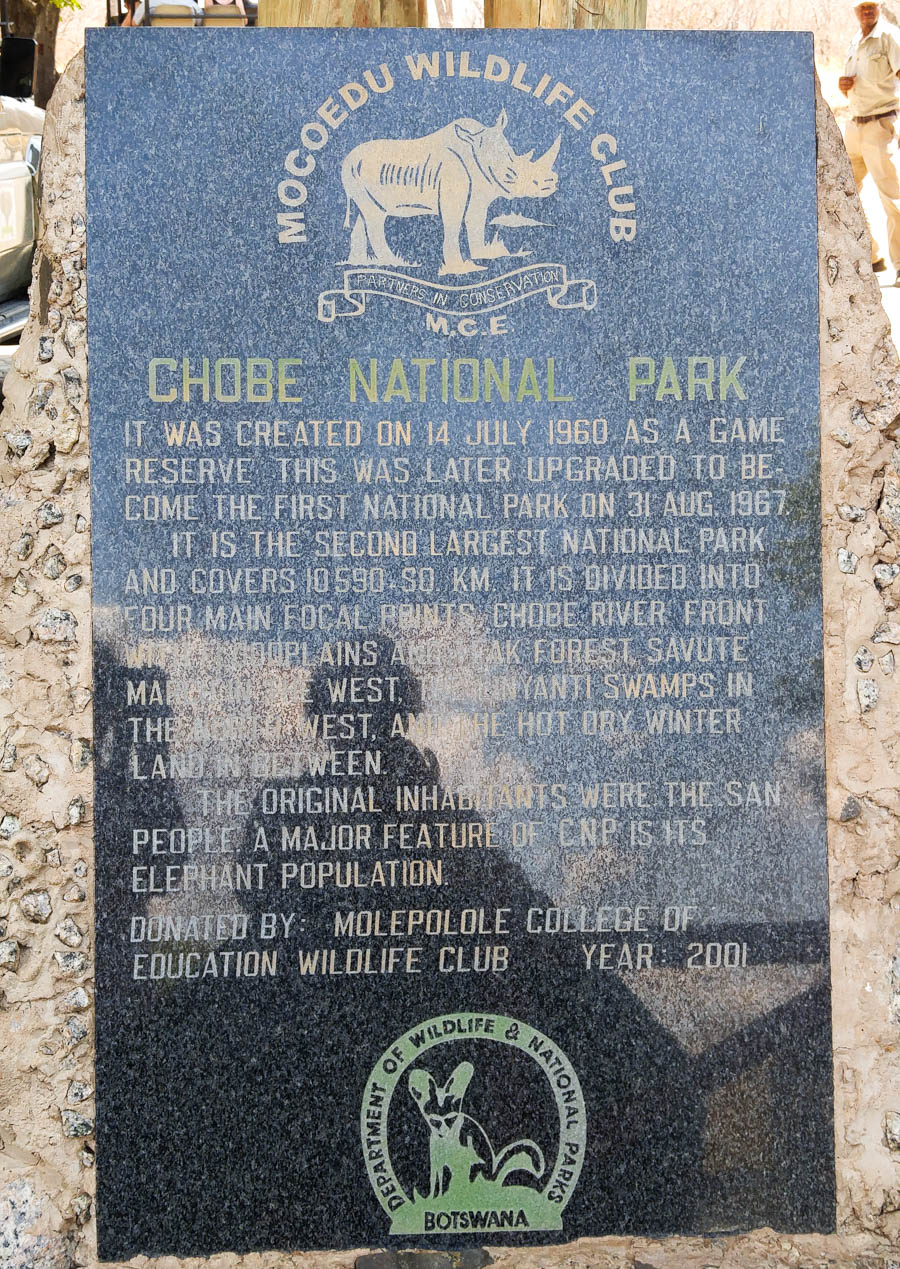 MOCOEDU WILDLIFE CLUB
PARTNERS IN CONSERVATION
M.C.E
CHOBE NATIONAL PARK
IT WAS CREATED ON 14 JULY 1960 AS A GAME
RESERVE THIS WAS LATER UPGRADED TO BE-
COME THE FIRST NATIONAL PARK ON 31 AUG. 1967
IT IS THE SECOND LARGEST NATIONAL PARK
AND COVERS 10590 SQ KM. IT IS DIVIDED INTO
FOUR MAIN FOCAL POINTS, CHOBE RIVER FRONT
FLOODPLAINS AND TEAK FOREST, SAVUTE
WEST, LINYANTI SWAMPS IN
THE WEST, AND THE HOT DRY WINTER
LAND IN BETWEEN.
THE ORIGINAL INHABITANTS WERE THE SAN
PEOPLE. A MAJOR FEATURE OF CNP IS ITS
ELEPHANT POPULATION.
DONATED BY: MOLEPOLOLE COLLEGE OF
EDUCATION WILDLIFE CLUB YEAR: 2001
DEPARTMENT OF WILDLIFE & NATIONAL PARKS
BOTSWANA